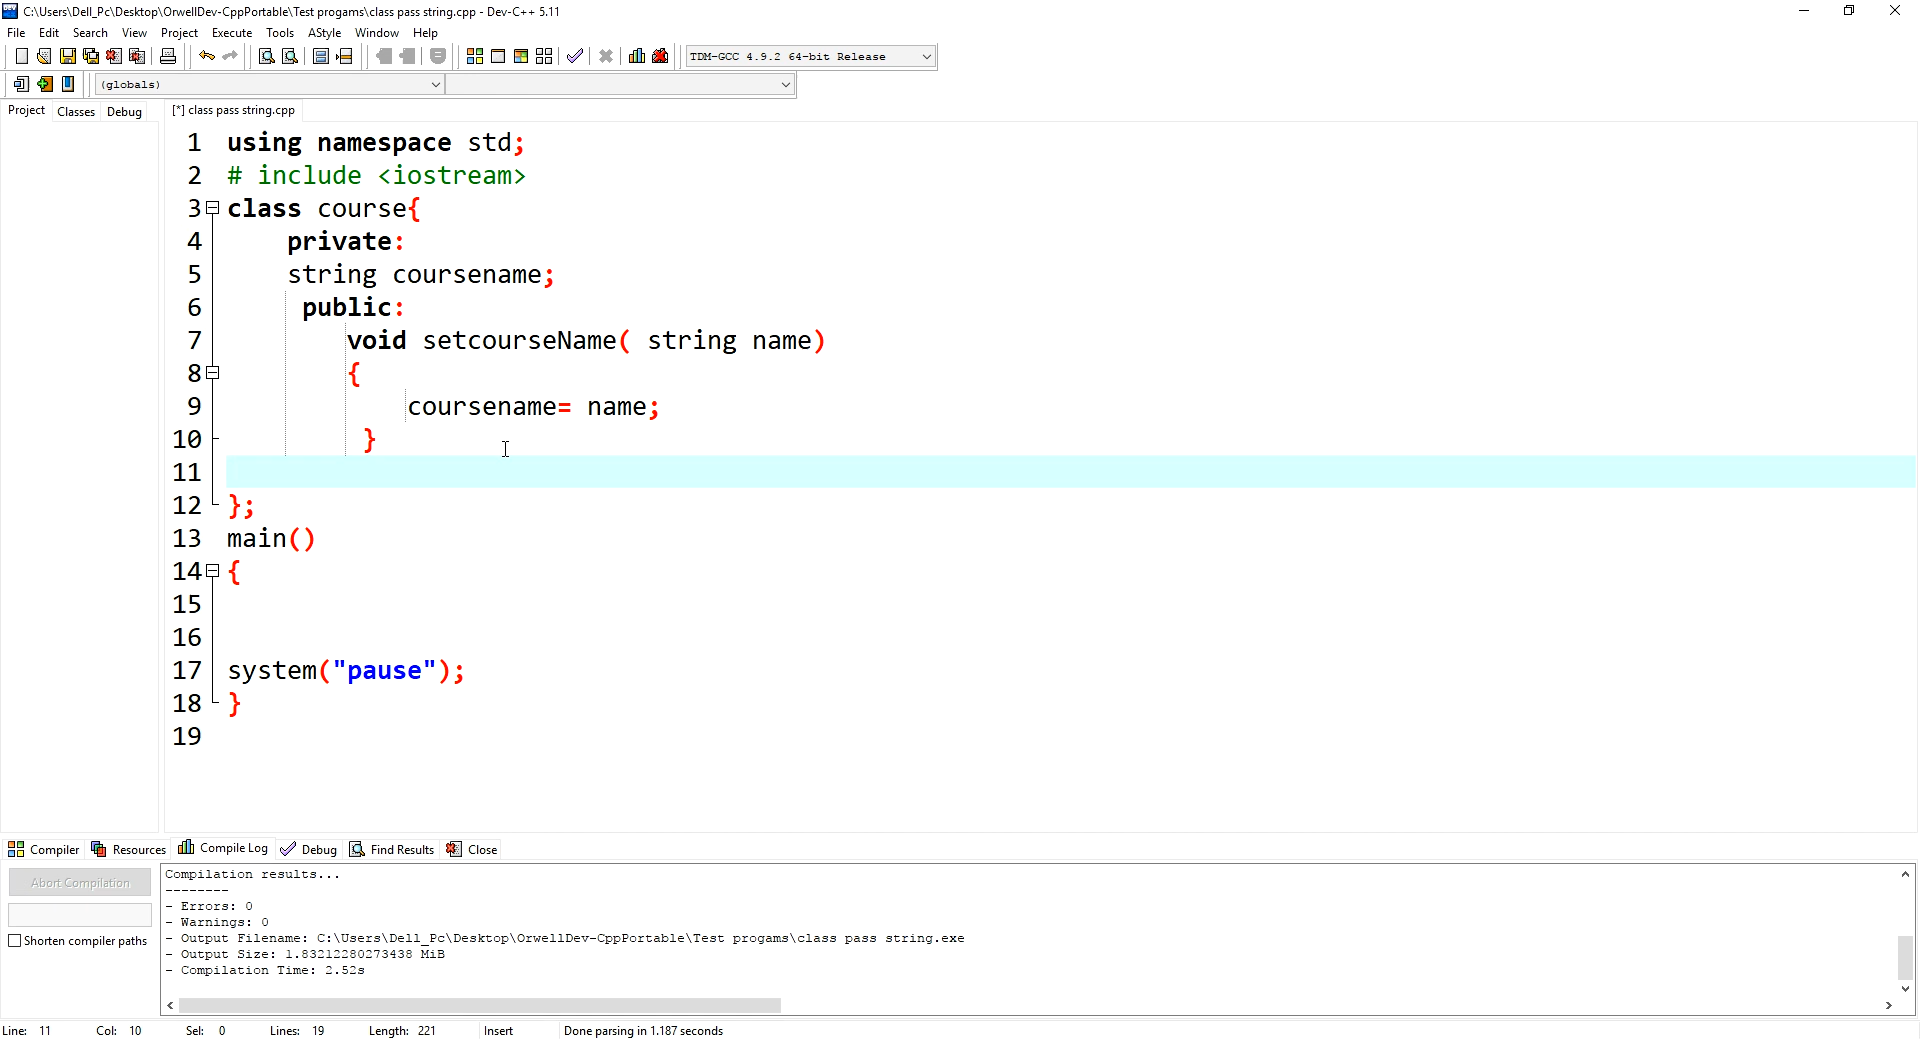 C:\Users\Dell_Pc\Desktop\OrwellDev-CppPortable\Test progams\class pass string.cpp - Dev-C++ 5.11
File Edit Search View Project Execute Tools AStyle Window Help
TDM-GCC 4.9.2 64-bit Release
(globals)
Project Classes Debug [*] class pass string.cpp
1 using namespace std;
2 # include <iostream>
3 class course{
4 private:
5 string coursename;
6 public:
7 void setcourseName( string name)
8 {
9 coursename= name;
10 }
11
12 };
13 main()
14 {
15
16
17 system("pause");
18 }
19
Compiler Resources Compile Log Debug Find Results Close
Abort Compilation
Shorten compiler paths
Compilation results...
--------
- Errors: 0
- Warnings: 0
- Output Filename: C:\Users\Dell_Pc\Desktop\OrwellDev-CppPortable\Test progams\class pass string.exe
- Output Size: 1.83212280273438 MiB
- Compilation Time: 2.52s
Line: 11 Col: 10 Sel: 0 Lines: 19 Length: 221 Insert Done parsing in 1.187 seconds